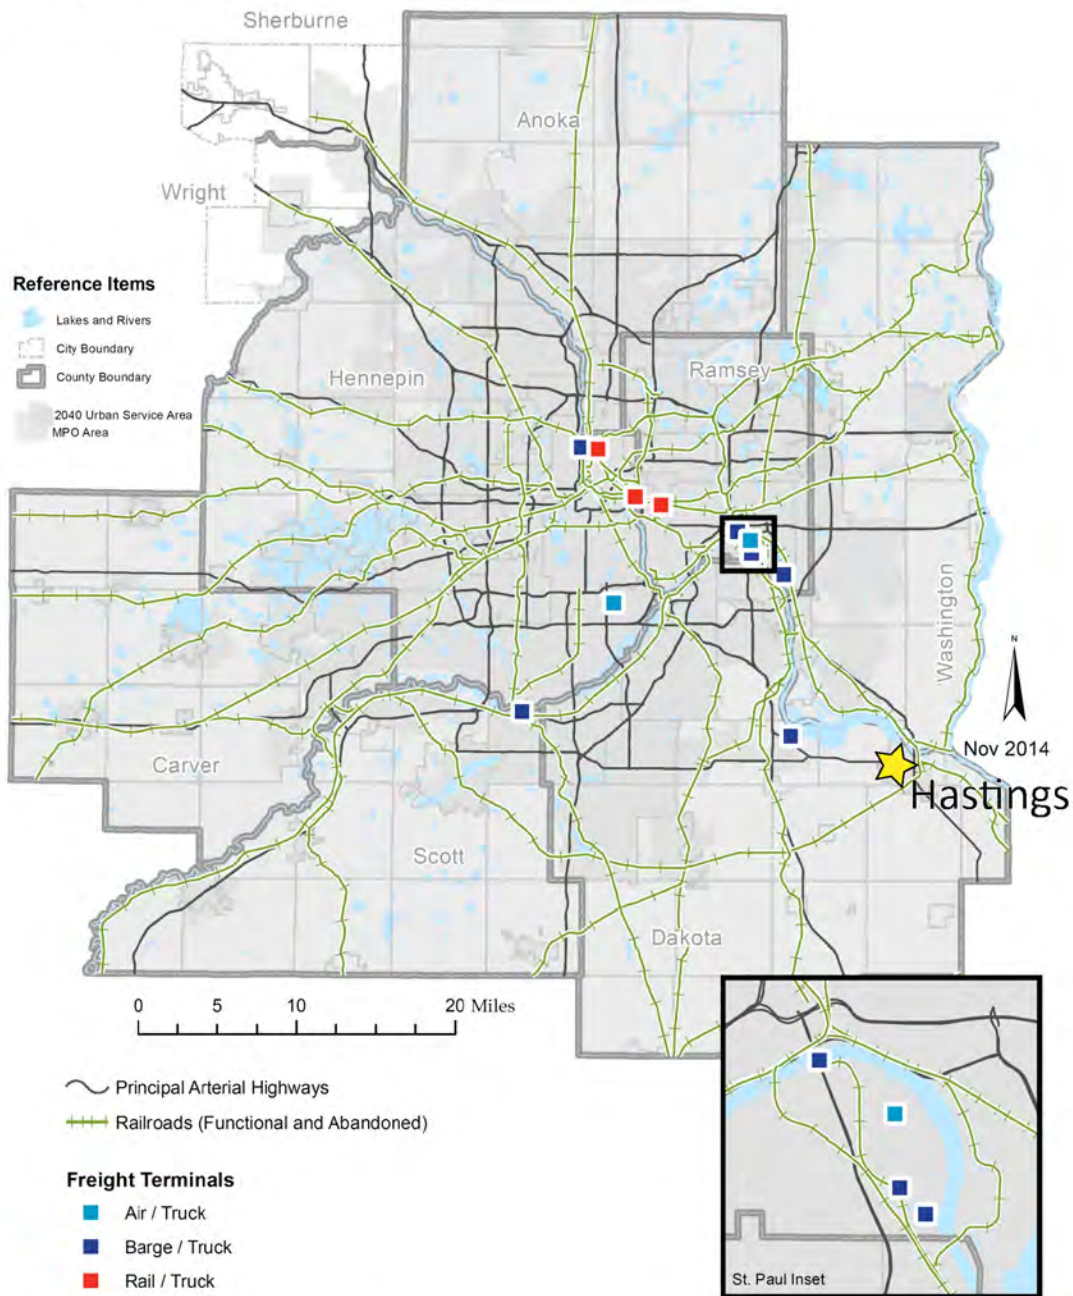 Sherburne
Anoka
Wright
Reference Items
Lakes and Rivers
City Boundary
County Boundary
2040 Urban Service Area
MPO Area
Hennepin
Ramsey
Washington
N
Nov 2014
Hastings
Carver
Scott
Dakota
0 5 10 20 Miles
Principal Arterial Highways
Railroads (Functional and Abandoned)
Freight Terminals
Air / Truck
Barge / Truck
Rail / Truck
St. Paul Inset